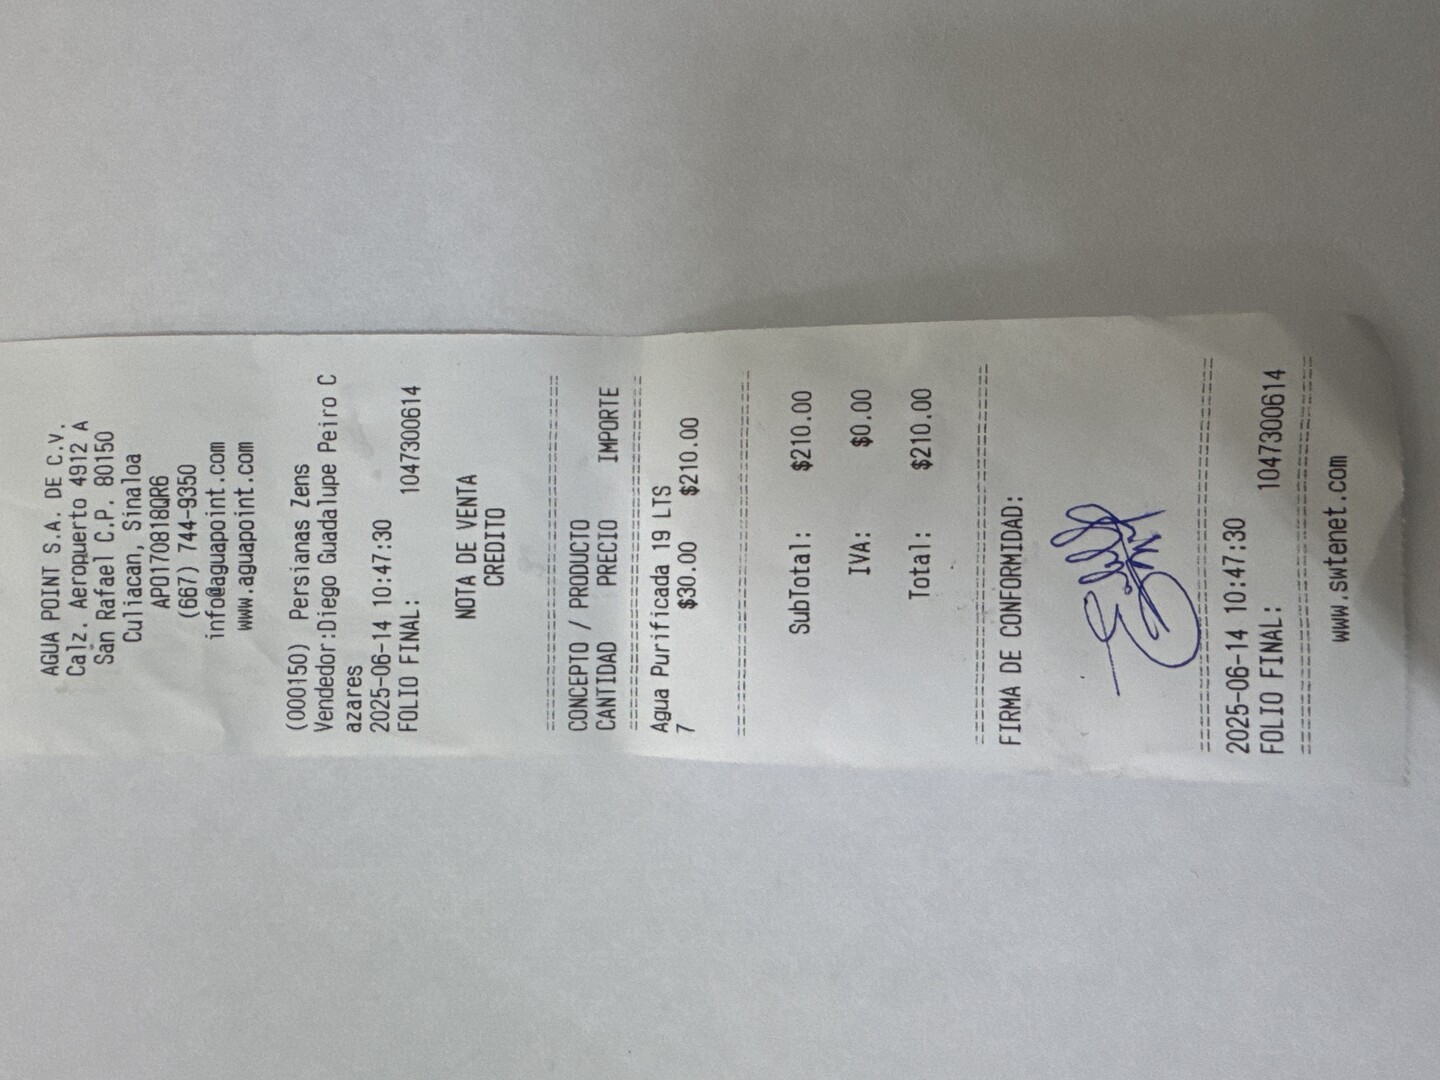 AGUA POINT S.A. DE C.V.
Calz. Aeropuerto 4912 A
San Rafael C.P. 80150
Culiacan, Sinaloa
APO170818QR6
(667) 744-9350
info@aguapoint.com
www.aguapoint.com
(000150) Persianas Zens
Vendedor:Diego Guadalupe Peiro C
azares
2025-06-14 10:47:30
FOLIO FINAL: 1047300614
NOTA DE VENTA
CREDITO
CONCEPTO / PRODUCTO
CANTIDAD PRECIO IMPORTE
Agua Purificada 19 LTS
7 $30.00 $210.00
SubTotal: $210.00
IVA: $0.00
Total: $210.00
FIRMA DE CONFORMIDAD:
2025-06-14 10:47:30
FOLIO FINAL: 1047300614
www.swtenet.com